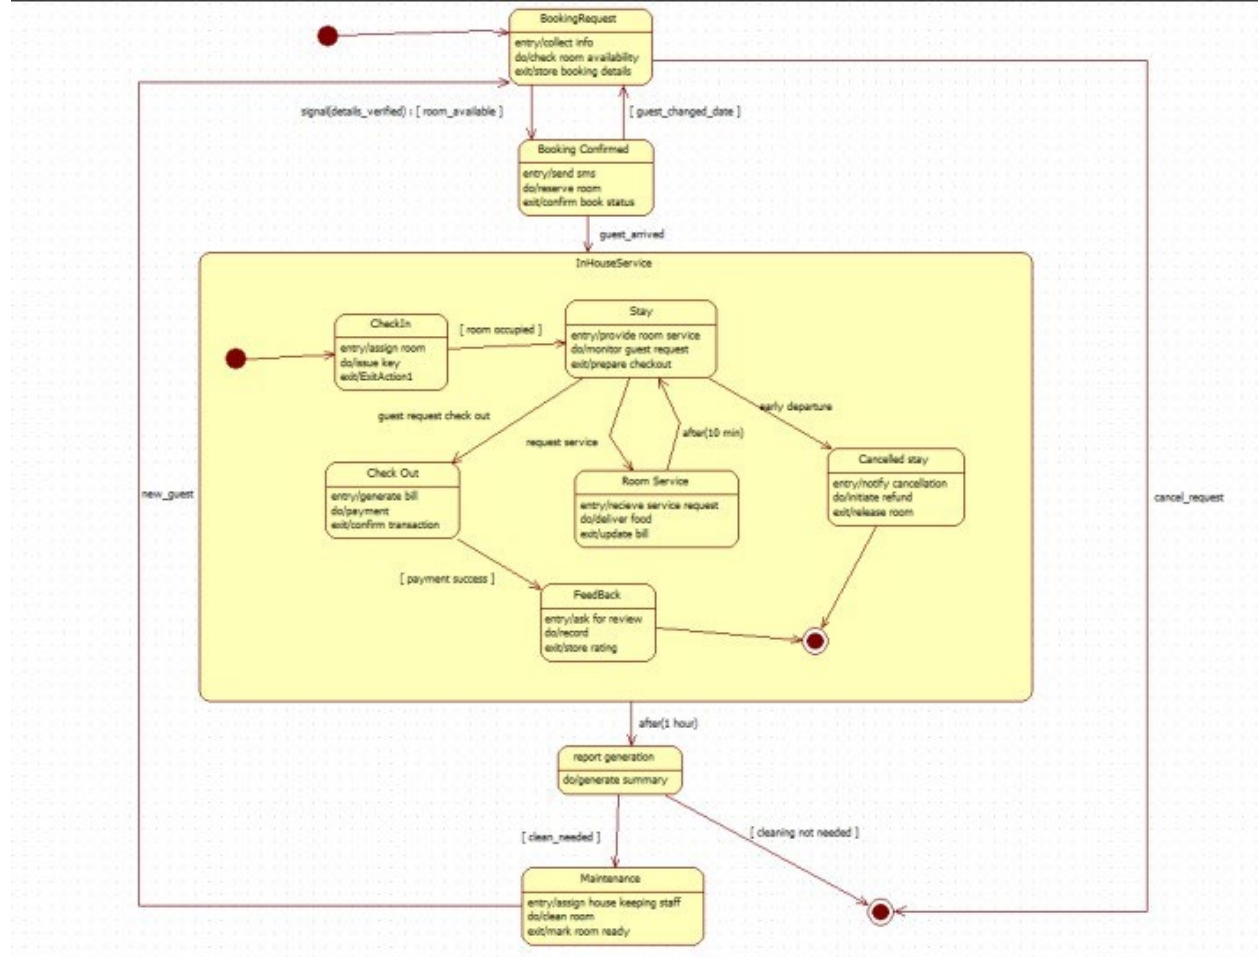 BookingRequest
entry/collect info
do/check room availability
exit/store booking details
signal(details_verified) : [ room_available ]
[ guest_changed_date ]
Booking Confirmed
entry/send sms
do/reserve room
exit/confirm book status
guest_arrived
InHouseService
CheckIn
entry/assign room
do/issue key
exit/ExitAction1
[ room occupied ]
Stay
entry/provide room service
do/monitor guest request
exit/prepare checkout
guest request check out
request service
after(10 min)
early departure
Check Out
entry/generate bill
do/payment
exit/confirm transaction
Room Service
entry/recieve service request
do/deliver food
exit/update bill
Cancelled stay
entry/notify cancellation
do/initiate refund
exit/release room
new_guest
cancel_request
[ payment success ]
FeedBack
entry/ask for review
do/record
exit/store rating
after(1 hour)
report generation
do/generate summary
[ clean_needed ]
[ cleaning not needed ]
Maintenance
entry/assign house keeping staff
do/clean room
exit/mark room ready